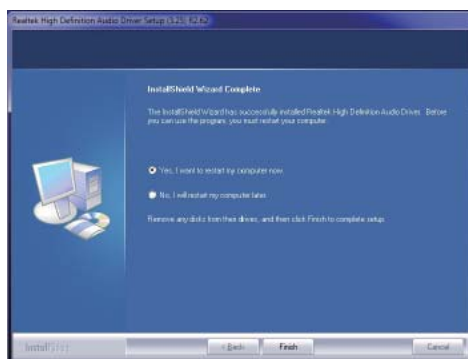 Realtek High Definition Audio Driver Setup (3.25) R2.62
InstallShield Wizard Complete
The InstallShield Wizard has successfully installed Realtek High Definition Audio Driver. Before
you can use the program, you must restart your computer.
Yes, I want to restart my computer now.
No, I will restart my computer later.
Remove any disks from their drives, and then click Finish to complete setup.
InstallShield
< Back
Finish
Cancel